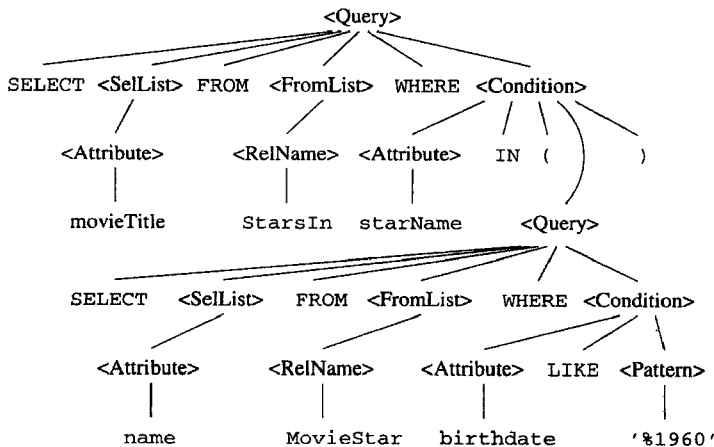 <Query>
SELECT <SelList> FROM <FromList> WHERE <Condition>
<Attribute> <RelName> <Attribute> IN ( )
movieTitle StarsIn starName <Query>
SELECT <SelList> FROM <FromList> WHERE <Condition>
<Attribute> <RelName> <Attribute> LIKE <Pattern>
name MovieStar birthdate '%1960'